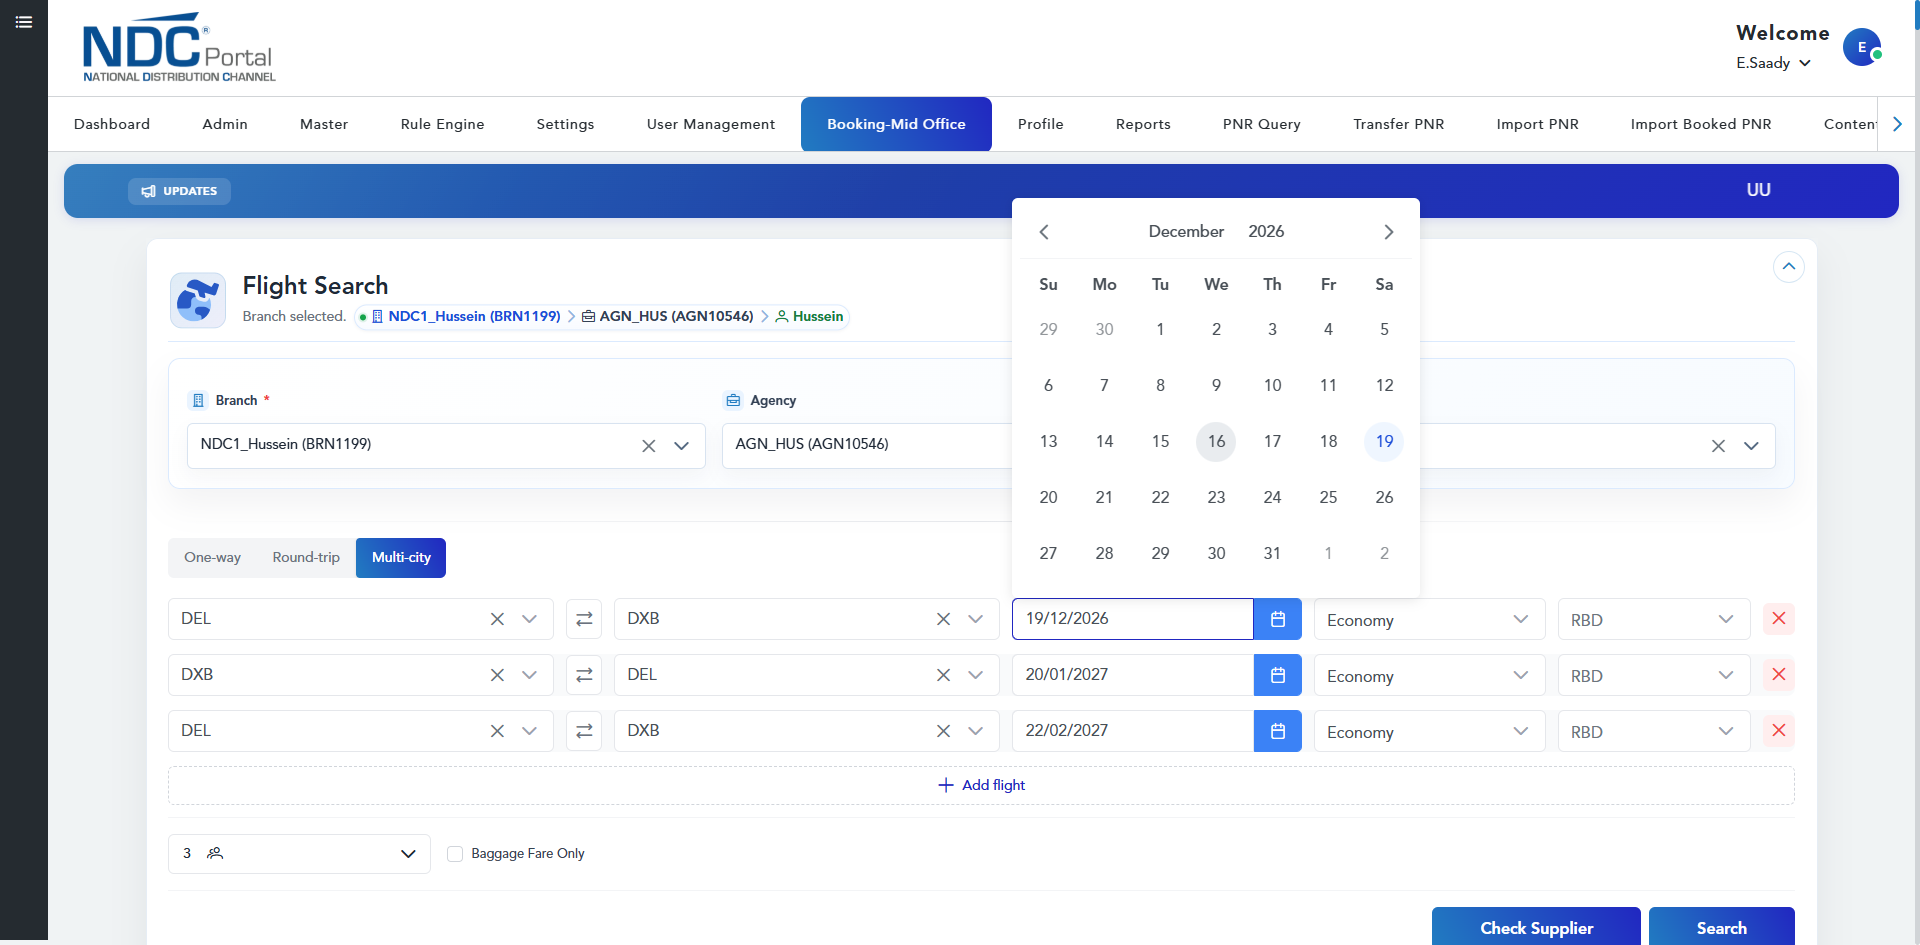 NDC® Portal
NATIONAL DISTRIBUTION CHANNEL
Welcome
E.Saady
E
Dashboard Admin Master Rule Engine Settings User Management Booking-Mid Office Profile Reports PNR Query Transfer PNR Import PNR Import Booked PNR
UPDATES
UU
Flight Search
Branch selected. NDC1_Hussein (BRN1199) AGN_HUS (AGN10546) Hussein
Branch *
Agency
NDC1_Hussein (BRN1199)
AGN_HUS (AGN10546)
December 2026
Su Mo Tu We Th Fr Sa
29 30 1 2 3 4 5
6 7 8 9 10 11 12
13 14 15 16 17 18 19
20 21 22 23 24 25 26
27 28 29 30 31 1 2
One-way Round-trip Multi-city
DEL DXB 19/12/2026 Economy RBD
DXB DEL 20/01/2027 Economy RBD
DEL DXB 22/02/2027 Economy RBD
Add flight
3
Baggage Fare Only
Check Supplier
Search